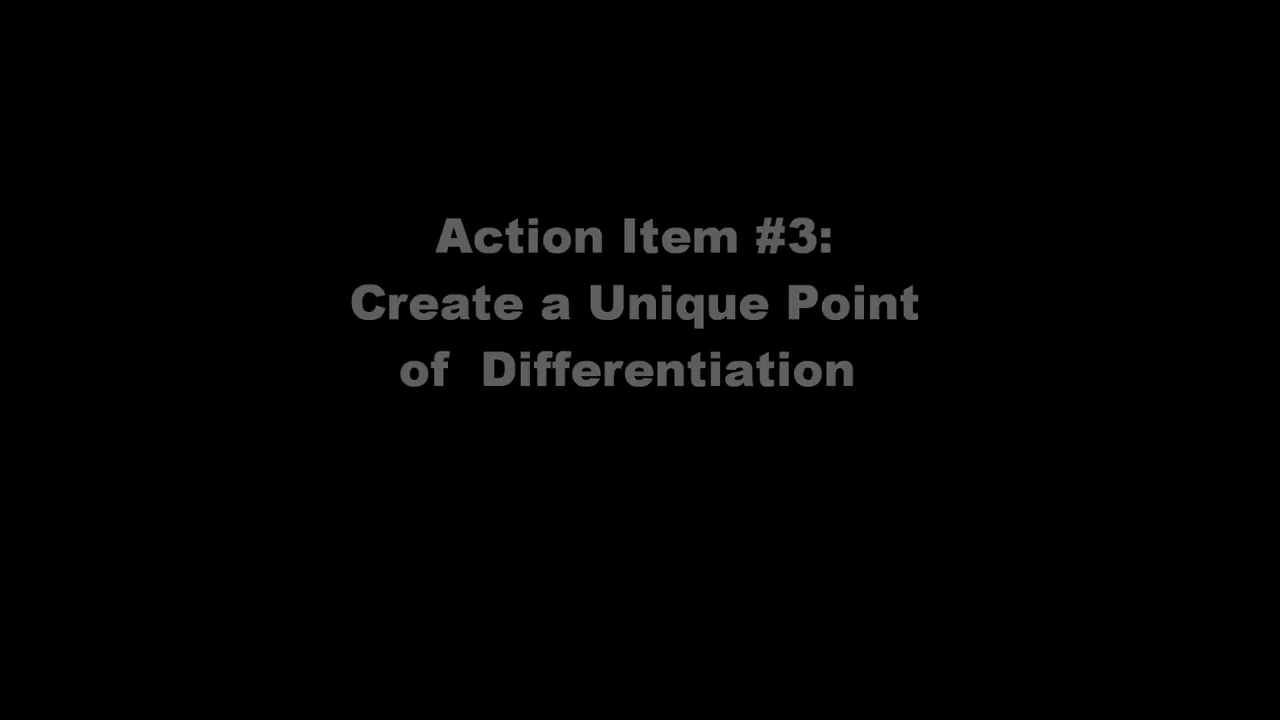 Action Item #3:
Create a Unique Point
of  Differentiation